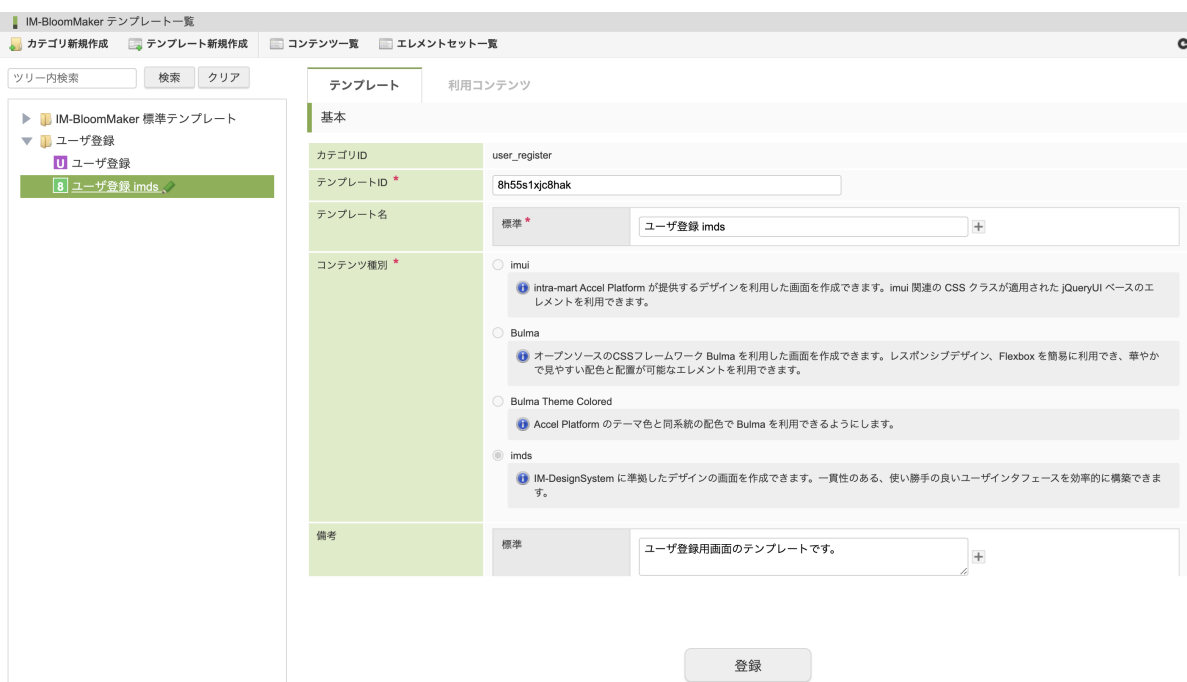 IM-BloomMaker テンプレート一覧
カテゴリ新規作成 テンプレート新規作成 コンテンツ一覧 エレメントセット一覧
ツリー内検索 検索 クリア
IM-BloomMaker 標準テンプレート
ユーザ登録
U ユーザ登録
8 ユーザ登録 imds
テンプレート 利用コンテンツ
基本
カテゴリID user_register
テンプレートID * 8h55s1xjc8hak
テンプレート名 標準 * ユーザ登録 imds
コンテンツ種別 * imui
intra-mart Accel Platform が提供するデザインを利用した画面を作成できます。imui 関連の CSS クラスが適用された jQueryUI ベースのエ
レメントを利用できます。
Bulma
オープンソースのCSSフレームワーク Bulma を利用した画面を作成できます。レスポンシブデザイン、Flexbox を簡易に利用でき、華やか
で見やすい配色と配置が可能なエレメントを利用できます。
Bulma Theme Colored
Accel Platform のテーマ色と同系統の配色で Bulma を利用できるようにします。
imds
IM-DesignSystem に準拠したデザインの画面を作成できます。一貫性のある、使い勝手の良いユーザインタフェースを効率的に構築できま
す。
備考 標準 ユーザ登録用画面のテンプレートです。
登録